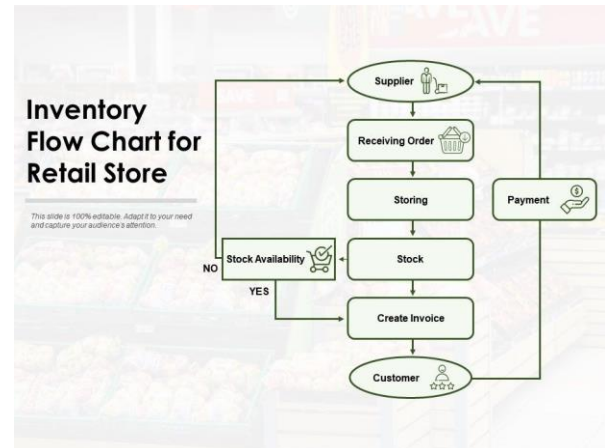 Inventory
Flow Chart for
Retail Store
This slide is 100% editable. Adapt it to your need
and capture your audience's attention.
Supplier
Receiving Order
Storing
Payment
Stock Availability
Stock
NO
YES
Create Invoice
Customer